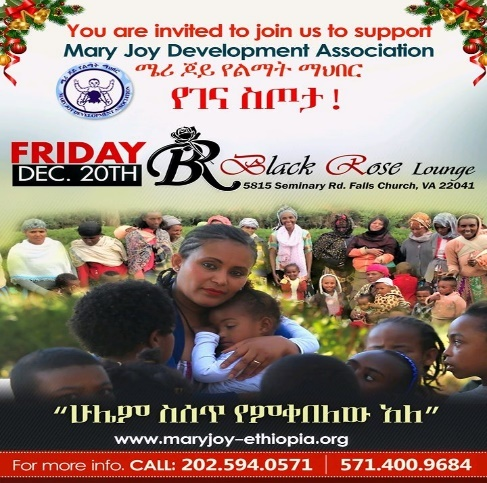 You are invited to join us to support
Mary Joy Development Association
ሜሪ ጆይ የልማት ማህበር
የገና ስጦታ !
FRIDAY
DEC. 20TH
BR
Black Rose Lounge
5815 Seminary Rd. Falls Church, VA 22041
“ሁሌም ስሰጥ የምቀበለው አለ”
www.maryjoy-ethiopia.org
For more info. CALL: 202.594.0571 | 571.400.9684